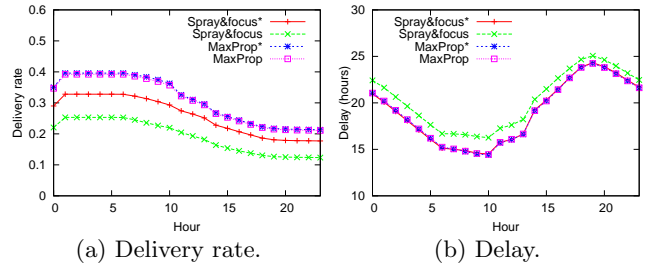 0.6
0.5
0.4
0.3
0.2
0.1
0
Delivery rate
Spray&focus*
Spray&focus
MaxProp*
MaxProp
0 5 10 15 20
Hour
(a) Delivery rate.
30
25
20
15
10
Delay (hours)
Spray&focus*
Spray&focus
MaxProp*
MaxProp
0 5 10 15 20
Hour
(b) Delay.